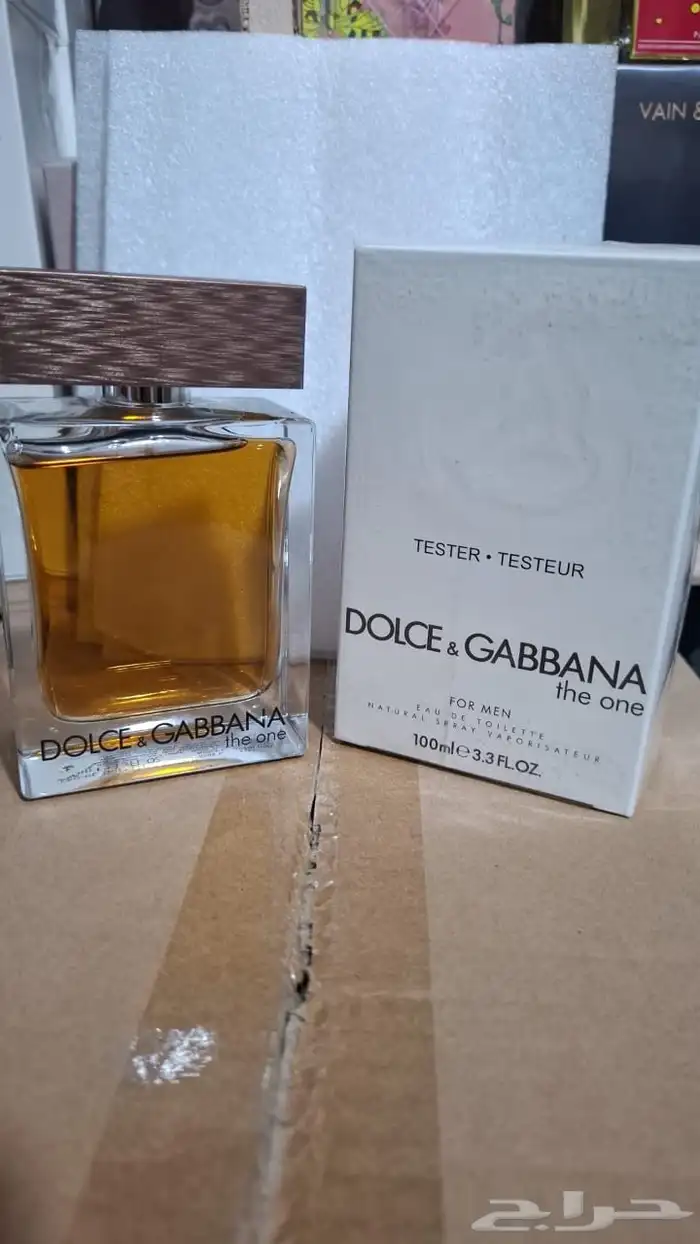 VAIN &
TESTER • TESTEUR
DOLCE & GABBANA
the one
FOR MEN
EAU DE TOILETTE
NATURAL SPRAY VAPORISATEUR
100ml e 3.3 FL.OZ.
DOLCE & GABBANA
the one
حراج